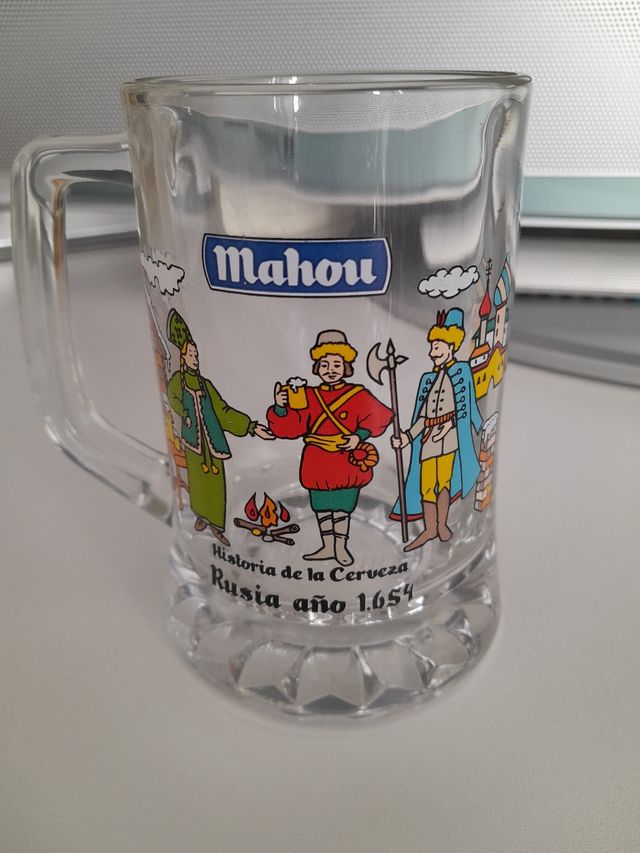 Mahou
Historia de la Cerveza
Rusia año 1.654